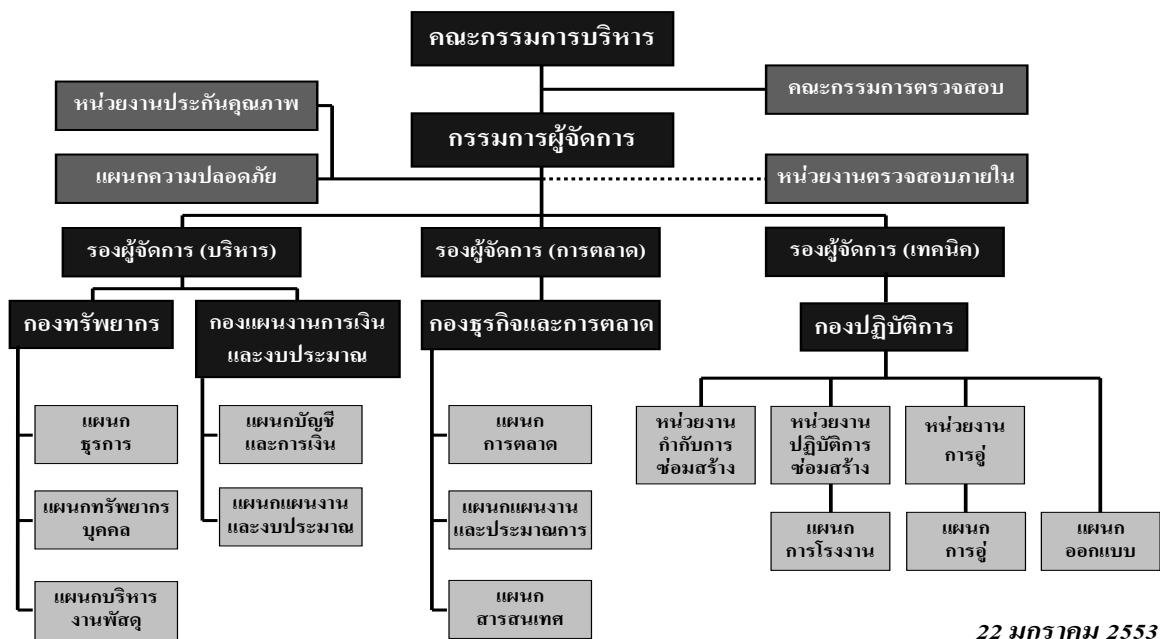 คณะกรรมการบริหาร
หน่วยงานประกันคุณภาพ
คณะกรรมการตรวจสอบ
กรรมการผู้จัดการ
แผนกความปลอดภัย
หน่วยงานตรวจสอบภายใน
รองผู้จัดการ (บริหาร)
รองผู้จัดการ (การตลาด)
รองผู้จัดการ (เทคนิค)
กองทรัพยากร
กองแผนงานการเงิน
และงบประมาณ
กองธุรกิจและการตลาด
กองปฏิบัติการ
แผนก
ธุรการ
แผนกบัญชี
และการเงิน
แผนก
การตลาด
หน่วยงาน
กำกับการ
ซ่อมสร้าง
หน่วยงาน
ปฏิบัติการ
ซ่อมสร้าง
หน่วยงาน
การอู่
แผนกทรัพยากร
บุคคล
แผนกแผนงาน
และงบประมาณ
แผนกแผนงาน
และประมาณการ
แผนก
การโรงงาน
แผนก
การอู่
แผนก
ออกแบบ
แผนกบริหาร
งานพัสดุ
แผนก
สารสนเทศ
22 มกราคม 2553